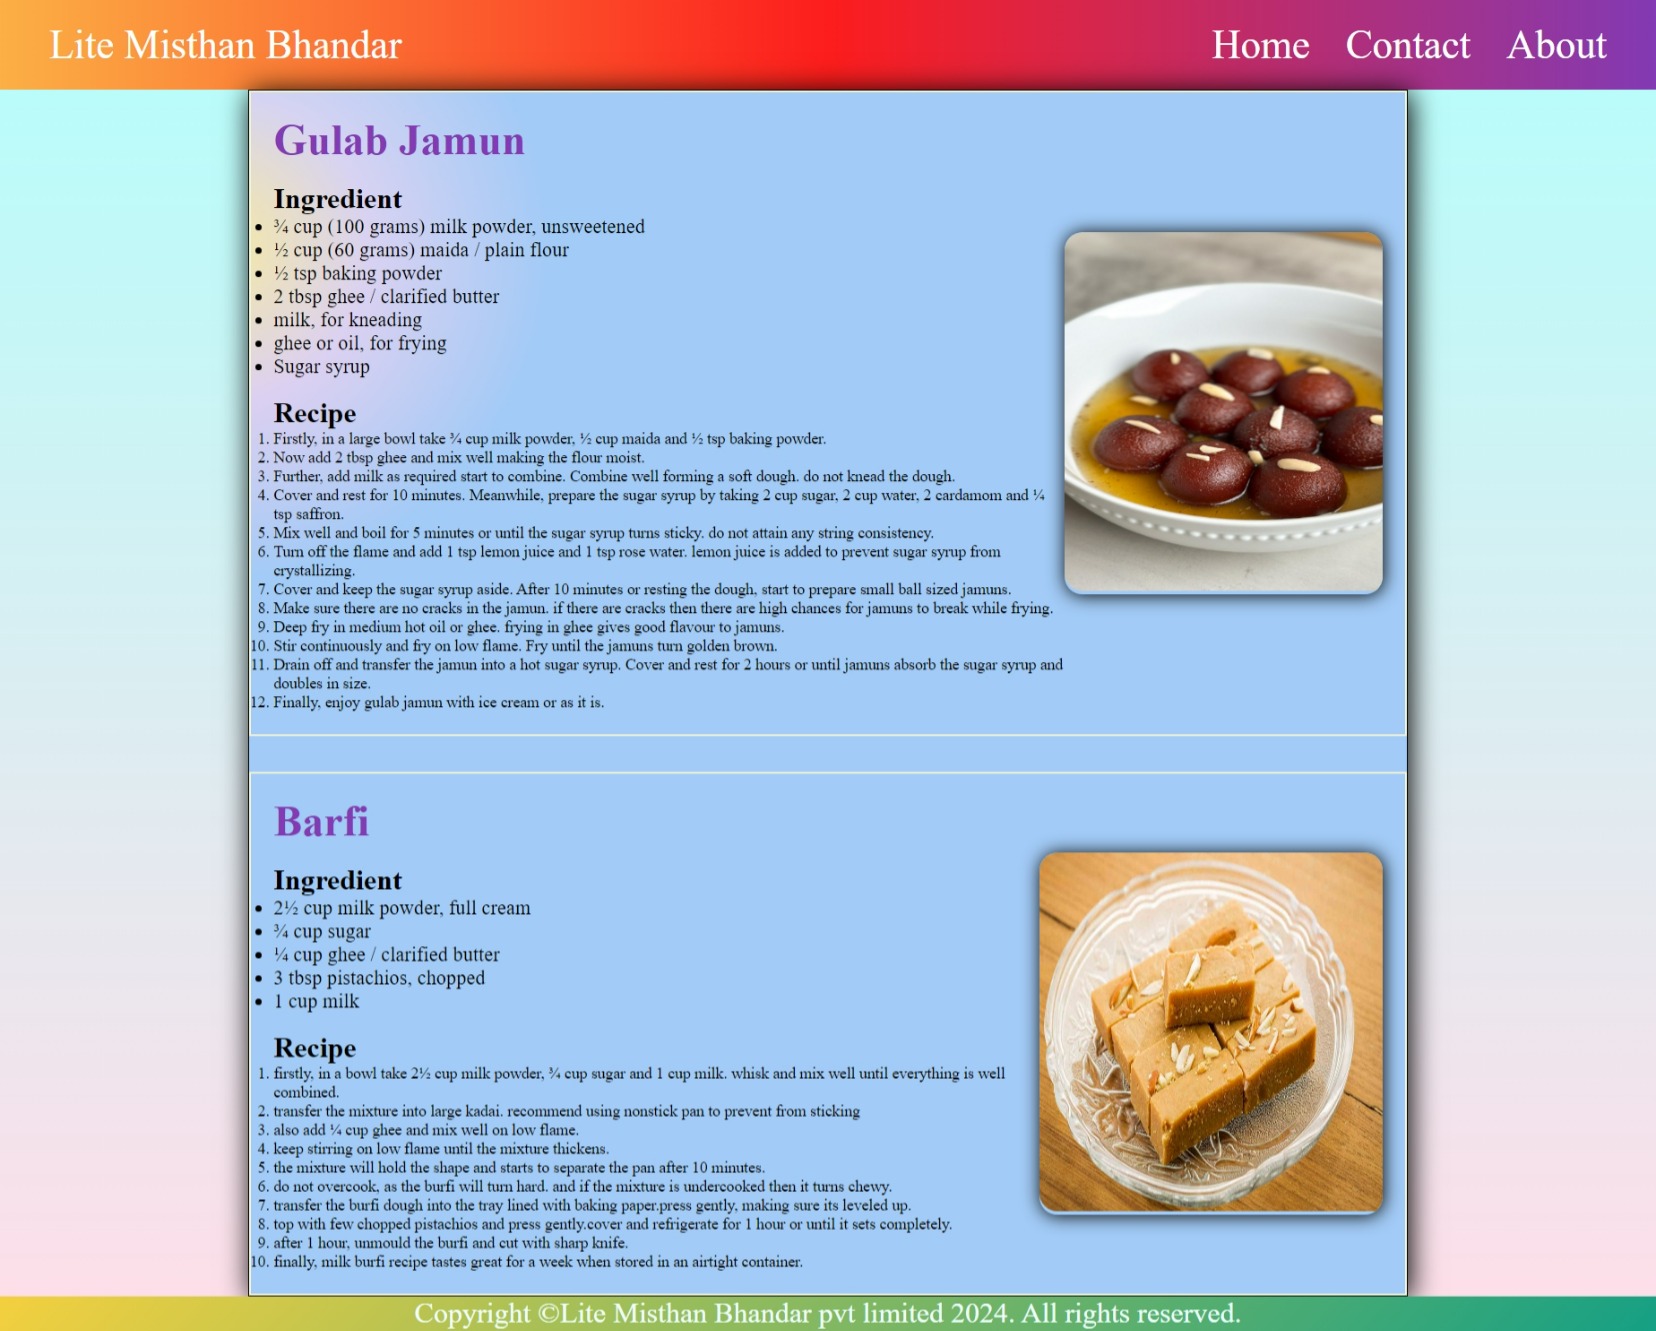 Lite Misthan Bhandar
Home Contact About
Gulab Jamun
Ingredient
• ¾ cup (100 grams) milk powder, unsweetened
• ½ cup (60 grams) maida / plain flour
• ½ tsp baking powder
• 2 tbsp ghee / clarified butter
• milk, for kneading
• ghee or oil, for frying
• Sugar syrup
Recipe
1. Firstly, in a large bowl take ¾ cup milk powder, ½ cup maida and ½ tsp baking powder.
2. Now add 2 tbsp ghee and mix well making the flour moist.
3. Further, add milk as required start to combine. Combine well forming a soft dough. do not knead the dough.
4. Cover and rest for 10 minutes. Meanwhile, prepare the sugar syrup by taking 2 cup sugar, 2 cup water, 2 cardamom and ¼
tsp saffron.
5. Mix well and boil for 5 minutes or until the sugar syrup turns sticky. do not attain any string consistency.
6. Turn off the flame and add 1 tsp lemon juice and 1 tsp rose water. lemon juice is added to prevent sugar syrup from
crystallizing.
7. Cover and keep the sugar syrup aside. After 10 minutes or resting the dough, start to prepare small ball sized jamuns.
8. Make sure there are no cracks in the jamun. if there are cracks then there are high chances for jamuns to break while frying.
9. Deep fry in medium hot oil or ghee. frying in ghee gives good flavour to jamuns.
10. Stir continuously and fry on low flame. Fry until the jamuns turn golden brown.
11. Drain off and transfer the jamun into a hot sugar syrup. Cover and rest for 2 hours or until jamuns absorb the sugar syrup and
doubles in size.
12. Finally, enjoy gulab jamun with ice cream or as it is.
Barfi
Ingredient
• 2½ cup milk powder, full cream
• ¾ cup sugar
• ¼ cup ghee / clarified butter
• 3 tbsp pistachios, chopped
• 1 cup milk
Recipe
1. firstly, in a bowl take 2½ cup milk powder, ¾ cup sugar and 1 cup milk. whisk and mix well until everything is well
combined.
2. transfer the mixture into large kadai. recommend using nonstick pan to prevent from sticking
3. also add ¼ cup ghee and mix well on low flame.
4. keep stirring on low flame until the mixture thickens.
5. the mixture will hold the shape and starts to separate the pan after 10 minutes.
6. do not overcook, as the burfi will turn hard. and if the mixture is undercooked then it turns chewy.
7. transfer the burfi dough into the tray lined with baking paper.press gently, making sure its leveled up.
8. top with few chopped pistachios and press gently.cover and refrigerate for 1 hour or until it sets completely.
9. after 1 hour, unmould the burfi and cut with sharp knife.
10. finally, milk burfi recipe tastes great for a week when stored in an airtight container.
Copyright ©Lite Misthan Bhandar pvt limited 2024. All rights reserved.